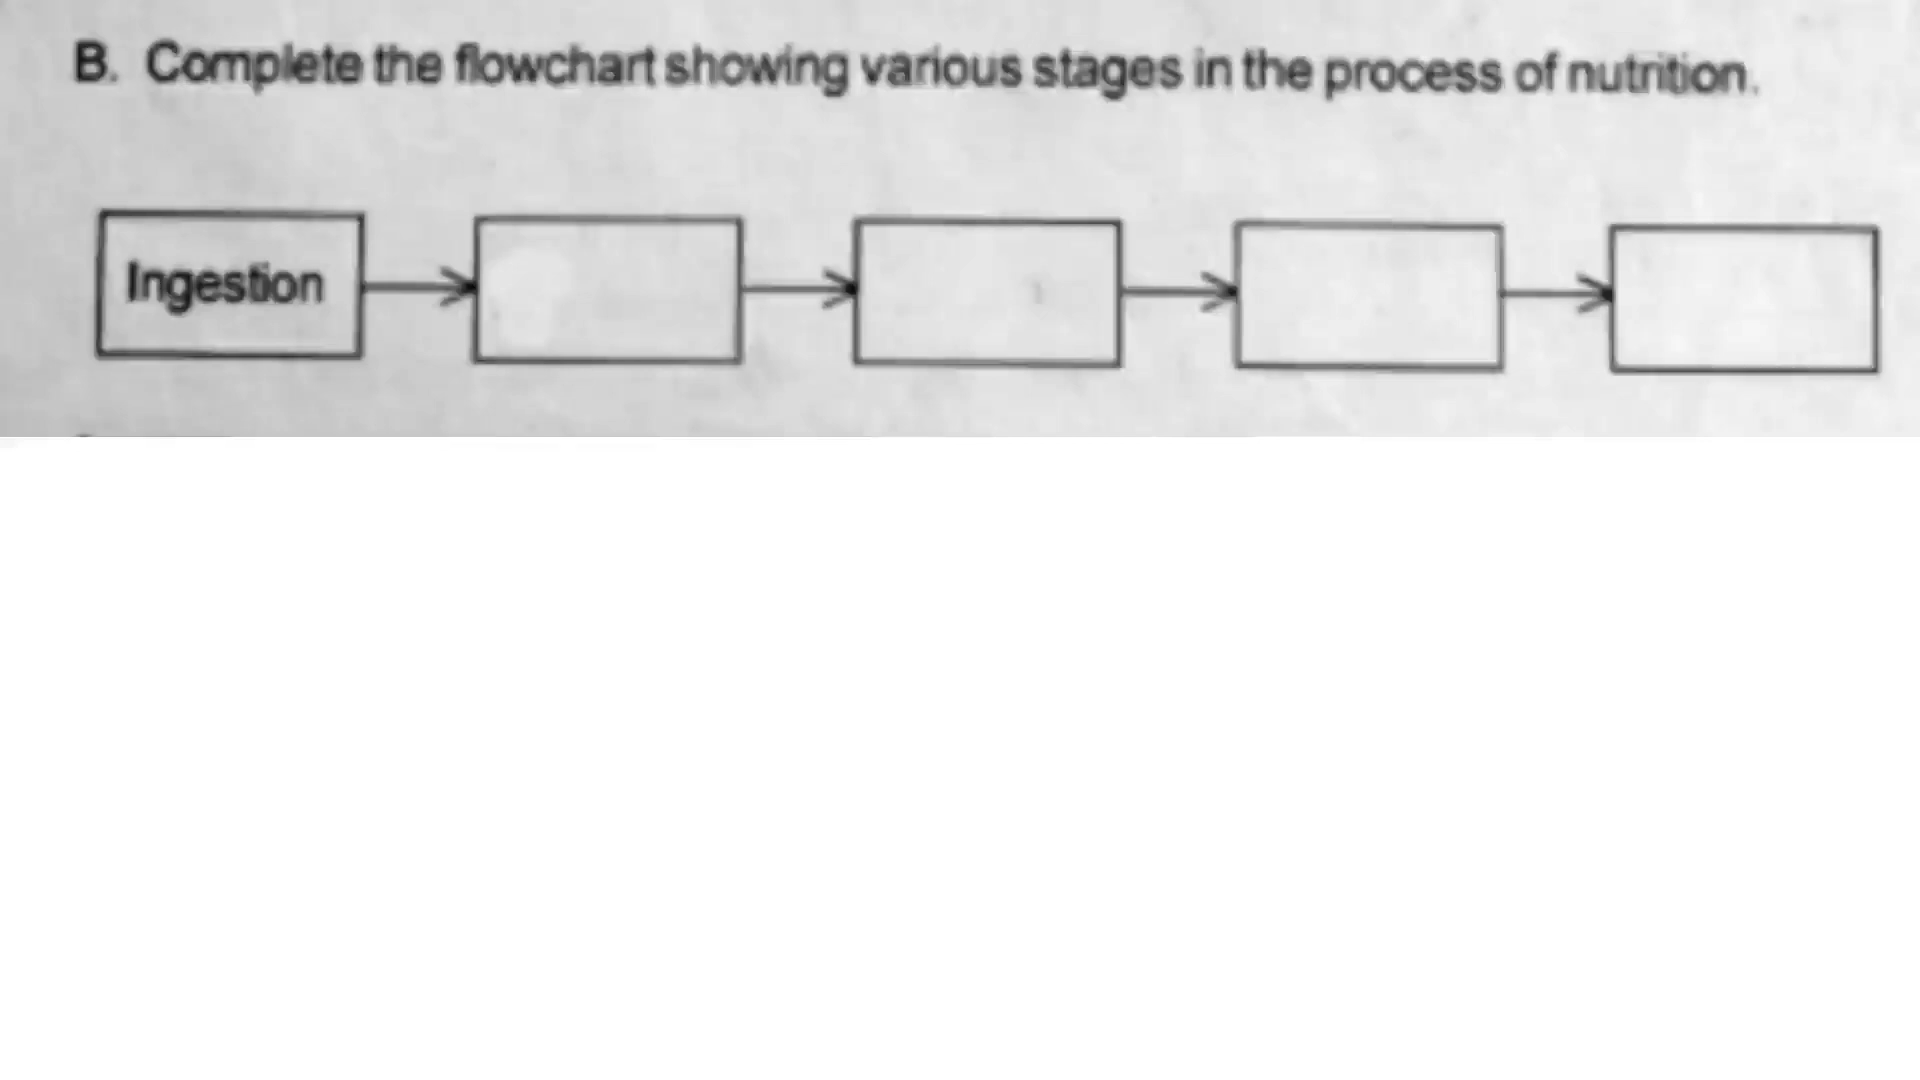 B. Complete the flowchart showing various stages in the process of nutrition.
Ingestion